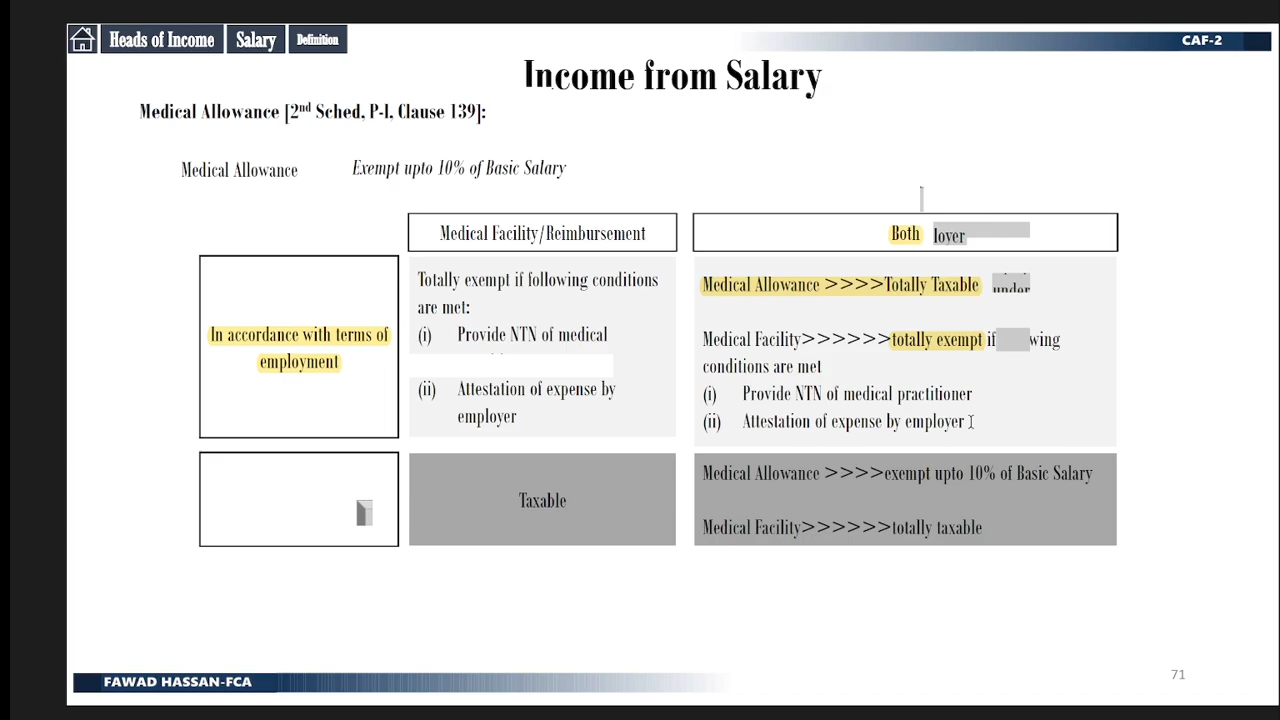 Heads of Income Salary Definition
CAF-2
Income from Salary
Medical Allowance [2nd Sched, P-I, Clause 139]:
Medical Allowance Exempt upto 10% of Basic Salary
Medical Facility/Reimbursement
Both lover
In accordance with terms of
employment
Totally exempt if following conditions
are met:
(i) Provide NTN of medical
(ii) Attestation of expense by
employer
Medical Allowance >>>>Totally Taxable under
Medical Facility>>>>>>totally exempt if wing
conditions are met
(i) Provide NTN of medical practitioner
(ii) Attestation of expense by employer
Taxable
Medical Allowance >>>>exempt upto 10% of Basic Salary
Medical Facility>>>>>>totally taxable
FAWAD HASSAN-FCA
71